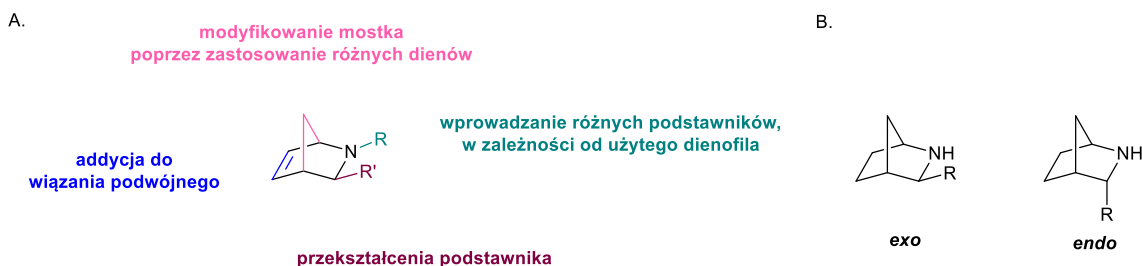 A.
modyfikowanie mostka
poprzez zastosowanie różnych dienów
addycja do
wiązania podwójnego
N
R
R'
wprowadzanie różnych podstawników,
w zależności od użytego dienofila
przekształcenia podstawnika
B.
NH
R
exo
NH
R
endo